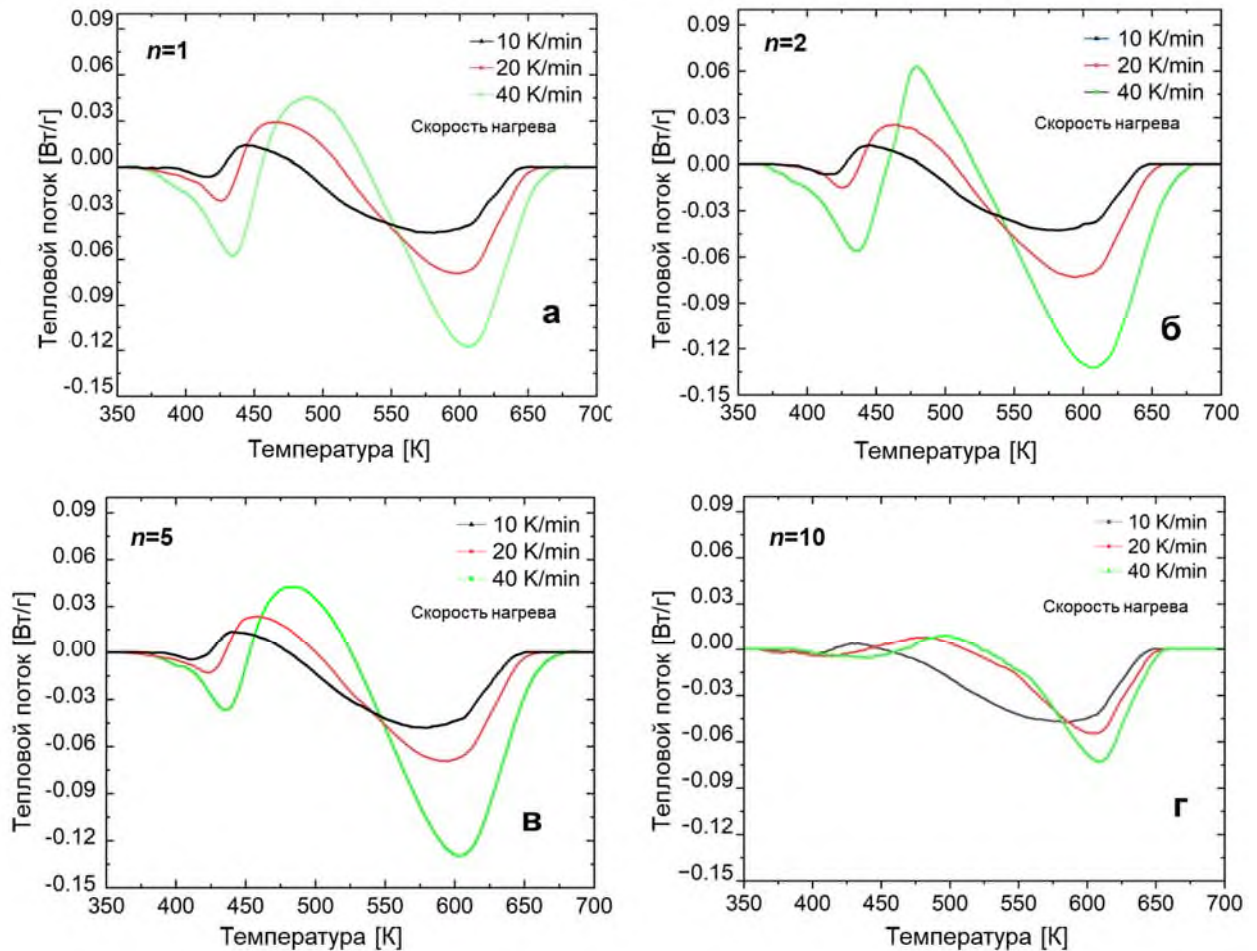 n=1
10 K/min
20 K/min
40 K/min
Скорость нагрева
Тепловой поток [Вт/г]
0.09
0.06
0.03
0.00
-0.03
-0.06
-0.09
-0.12
-0.15
а
350 400 450 500 550 600 650 700
Температура [К]
n=2
10 K/min
20 K/min
40 K/min
Скорость нагрева
Тепловой поток [Вт/г]
0.09
0.06
0.03
0.00
-0.03
-0.06
-0.09
-0.12
-0.15
б
350 400 450 500 550 600 650 700
Температура [К]
n=5
10 K/min
20 K/min
40 K/min
Скорость нагрева
Тепловой поток [Вт/г]
0.09
0.06
0.03
0.00
-0.03
-0.06
-0.09
-0.12
-0.15
в
350 400 450 500 550 600 650 700
Температура [К]
n=10
10 K/min
20 K/min
40 K/min
Скорость нагрева
Тепловой поток [Вт/г]
0.09
0.06
0.03
0.00
−0.03
−0.06
−0.09
−0.12
−0.15
г
350 400 450 500 550 600 650 700
Температура [К]